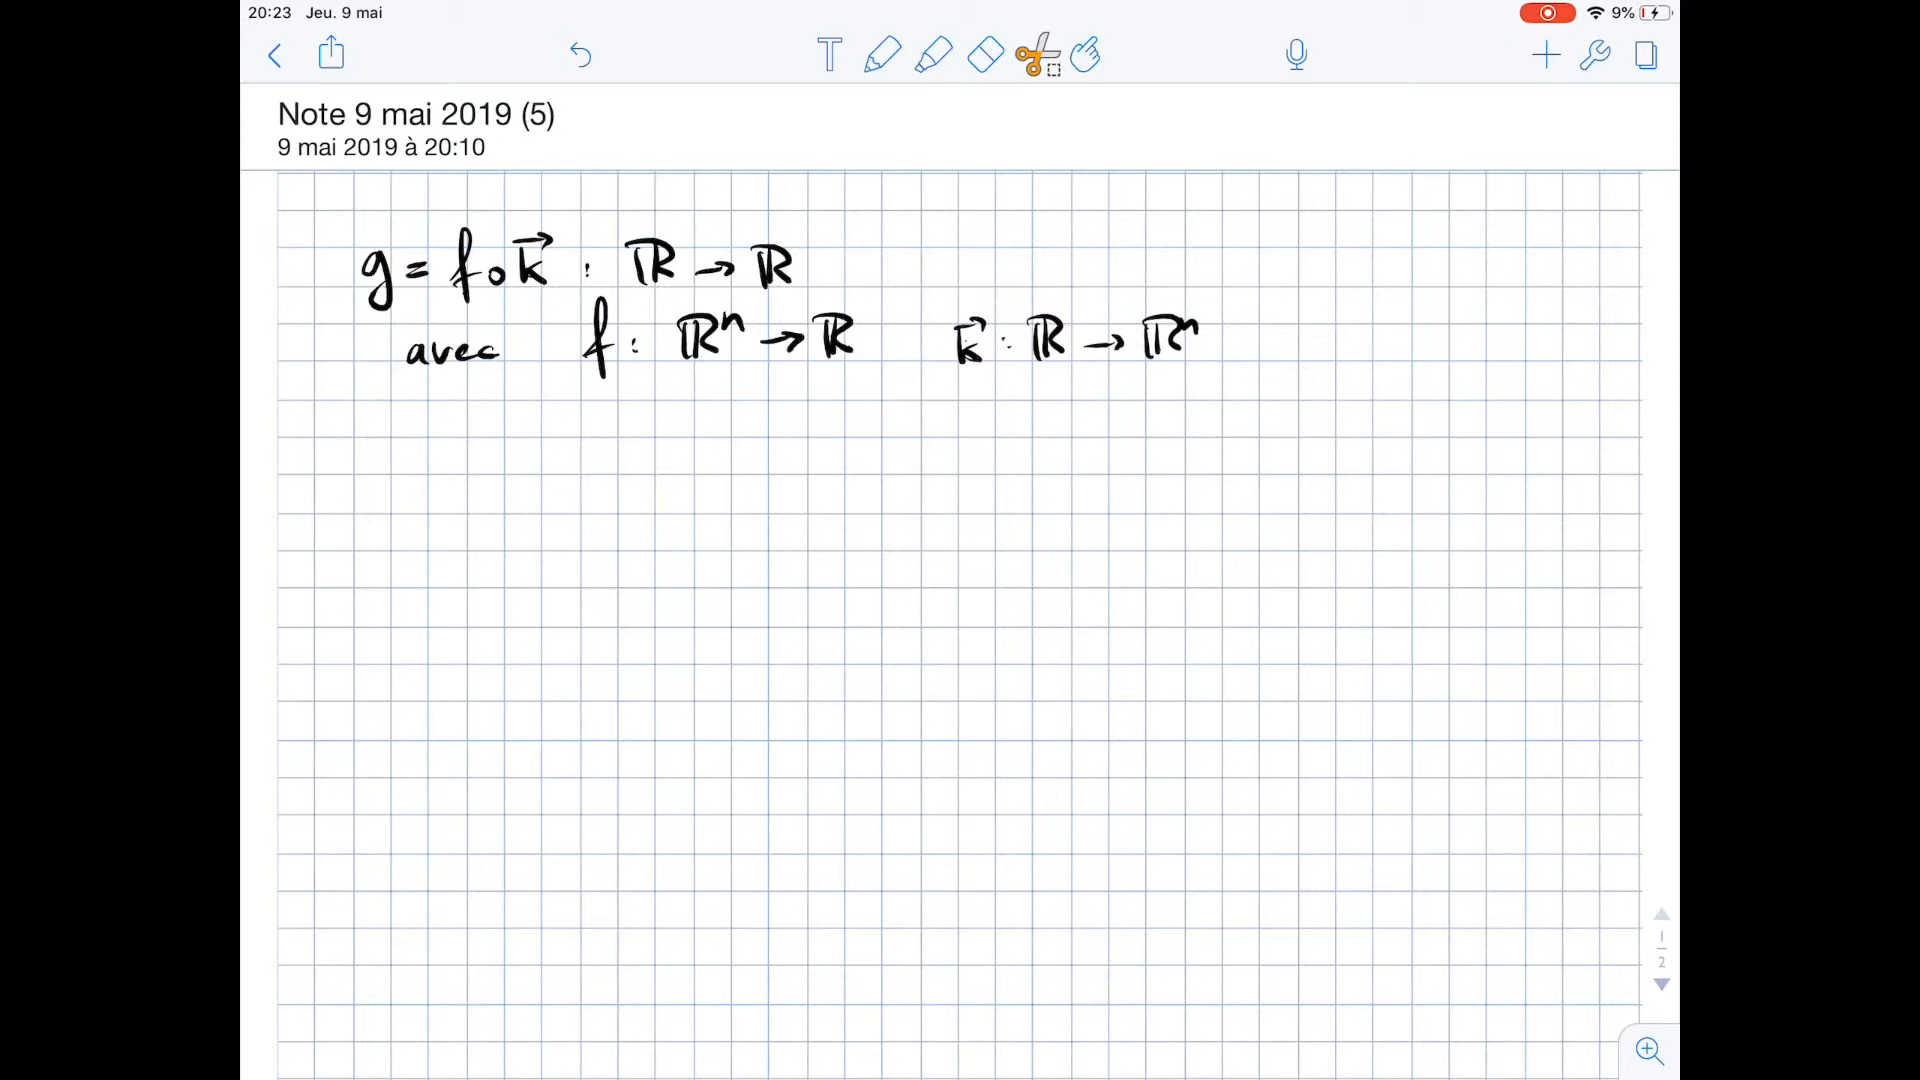 20:23 Jeu. 9 mai 9%
T
Note 9 mai 2019 (5)
9 mai 2019 à 20:10
g = f∘k⃗ : ℝ → ℝ
avec f : ℝⁿ → ℝ k⃗ : ℝ → ℝⁿ
1
2